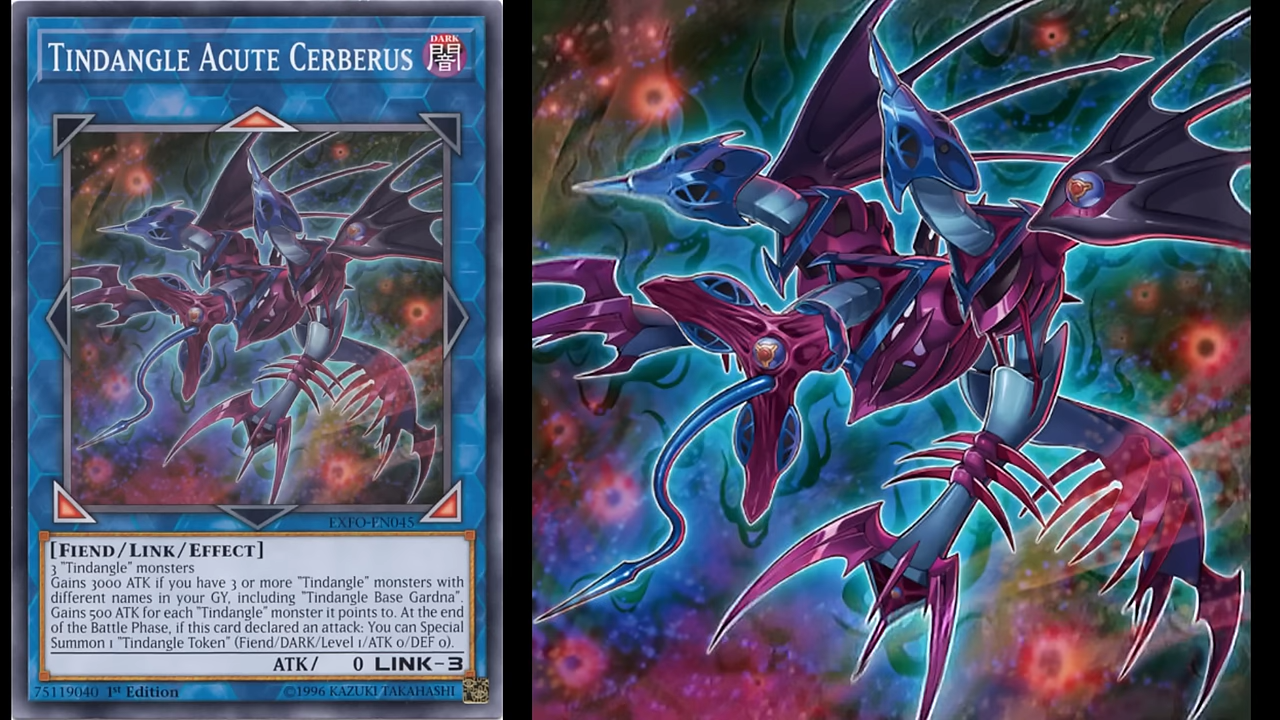 TINDANGLE ACUTE CERBERUS
DARK
闇
EXFO-EN045
[FIEND/LINK/EFFECT]
3 "Tindangle" monsters
Gains 3000 ATK if you have 3 or more "Tindangle" monsters with
different names in your GY, including "Tindangle Base Gardna".
Gains 500 ATK for each "Tindangle" monster it points to. At the end
of the Battle Phase, if this card declared an attack: You can Special
Summon 1 "Tindangle Token" (Fiend/DARK/Level 1/ATK 0/DEF 0).
ATK/ 0 LINK-3
75119040 1st Edition ©1996 KAZUKI TAKAHASHI